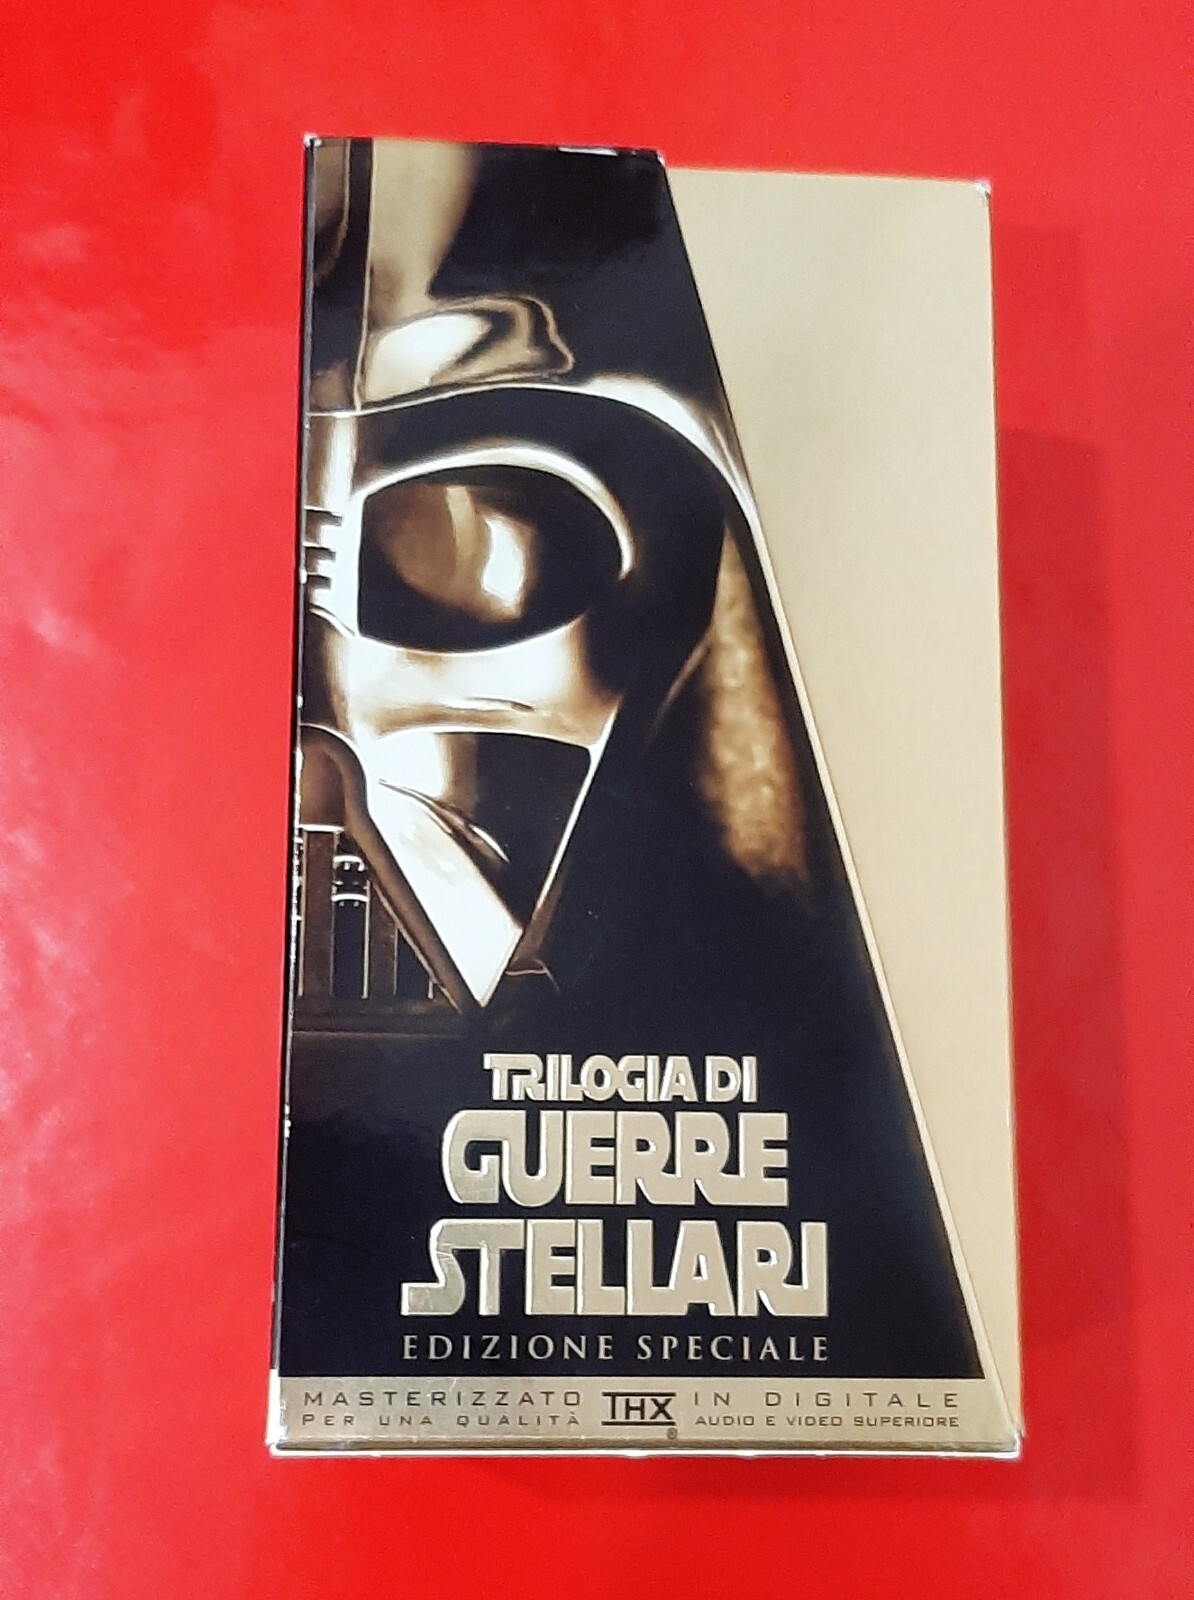 TRILOGIA DI
GUERRE
STELLARI
EDIZIONE SPECIALE
MASTERIZZATO THX IN DIGITALE
PER UNA QUALITÀ ® AUDIO E VIDEO SUPERIORE